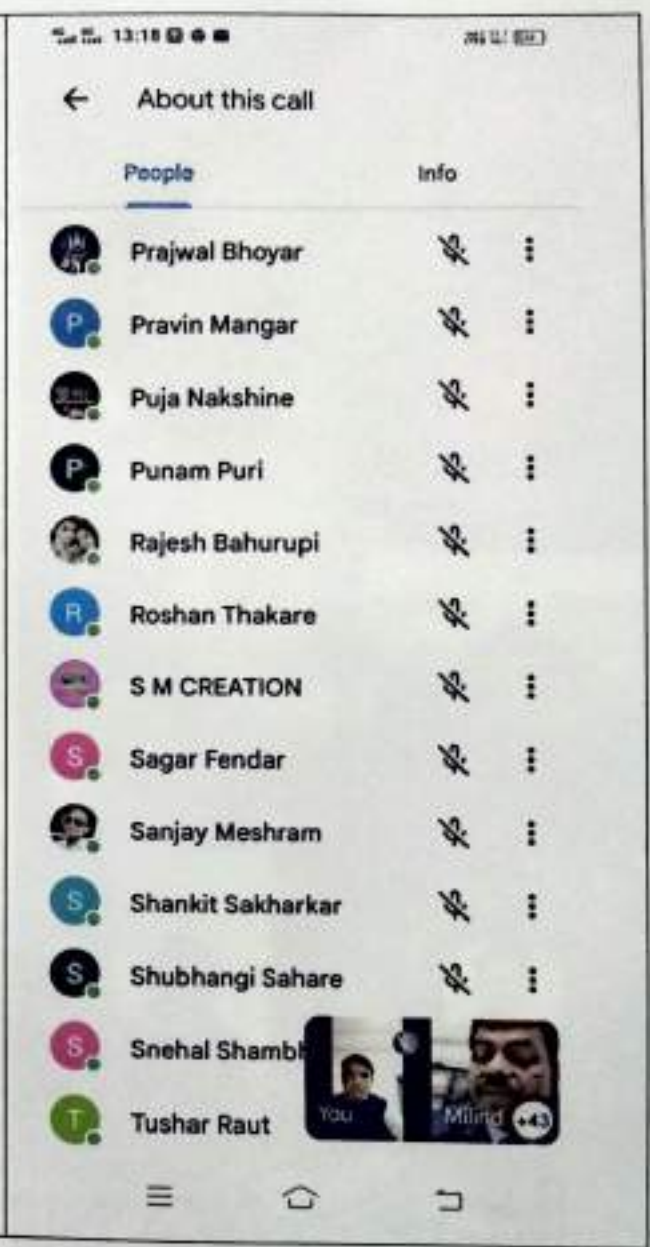 13:18
About this call
People Info
Prajwal Bhoyar
P Pravin Mangar
Puja Nakshine
P Punam Puri
Rajesh Bahurupi
R Roshan Thakare
S M CREATION
S Sagar Fendar
Sanjay Meshram
S Shankit Sakharkar
S Shubhangi Sahare
S Snehal Shambh
T Tushar Raut
You Milind +43